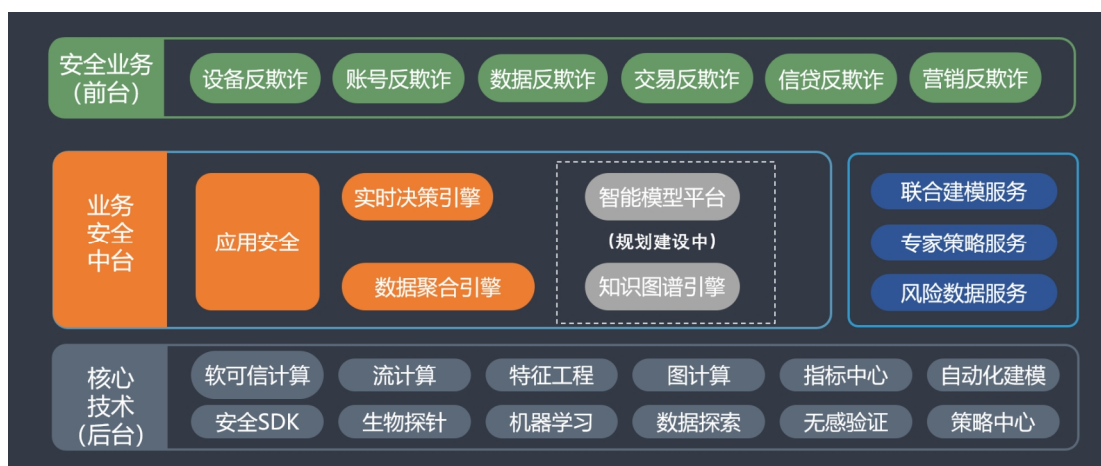 安全业务
(前台)
设备反欺诈
账号反欺诈
数据反欺诈
交易反欺诈
信贷反欺诈
营销反欺诈
业务
安全
中台
应用安全
实时决策引擎
数据聚合引擎
智能模型平台
(规划建设中)
知识图谱引擎
联合建模服务
专家策略服务
风险数据服务
核心
技术
(后台)
软可信计算
流计算
特征工程
图计算
指标中心
自动化建模
安全SDK
生物探针
机器学习
数据探索
无感验证
策略中心